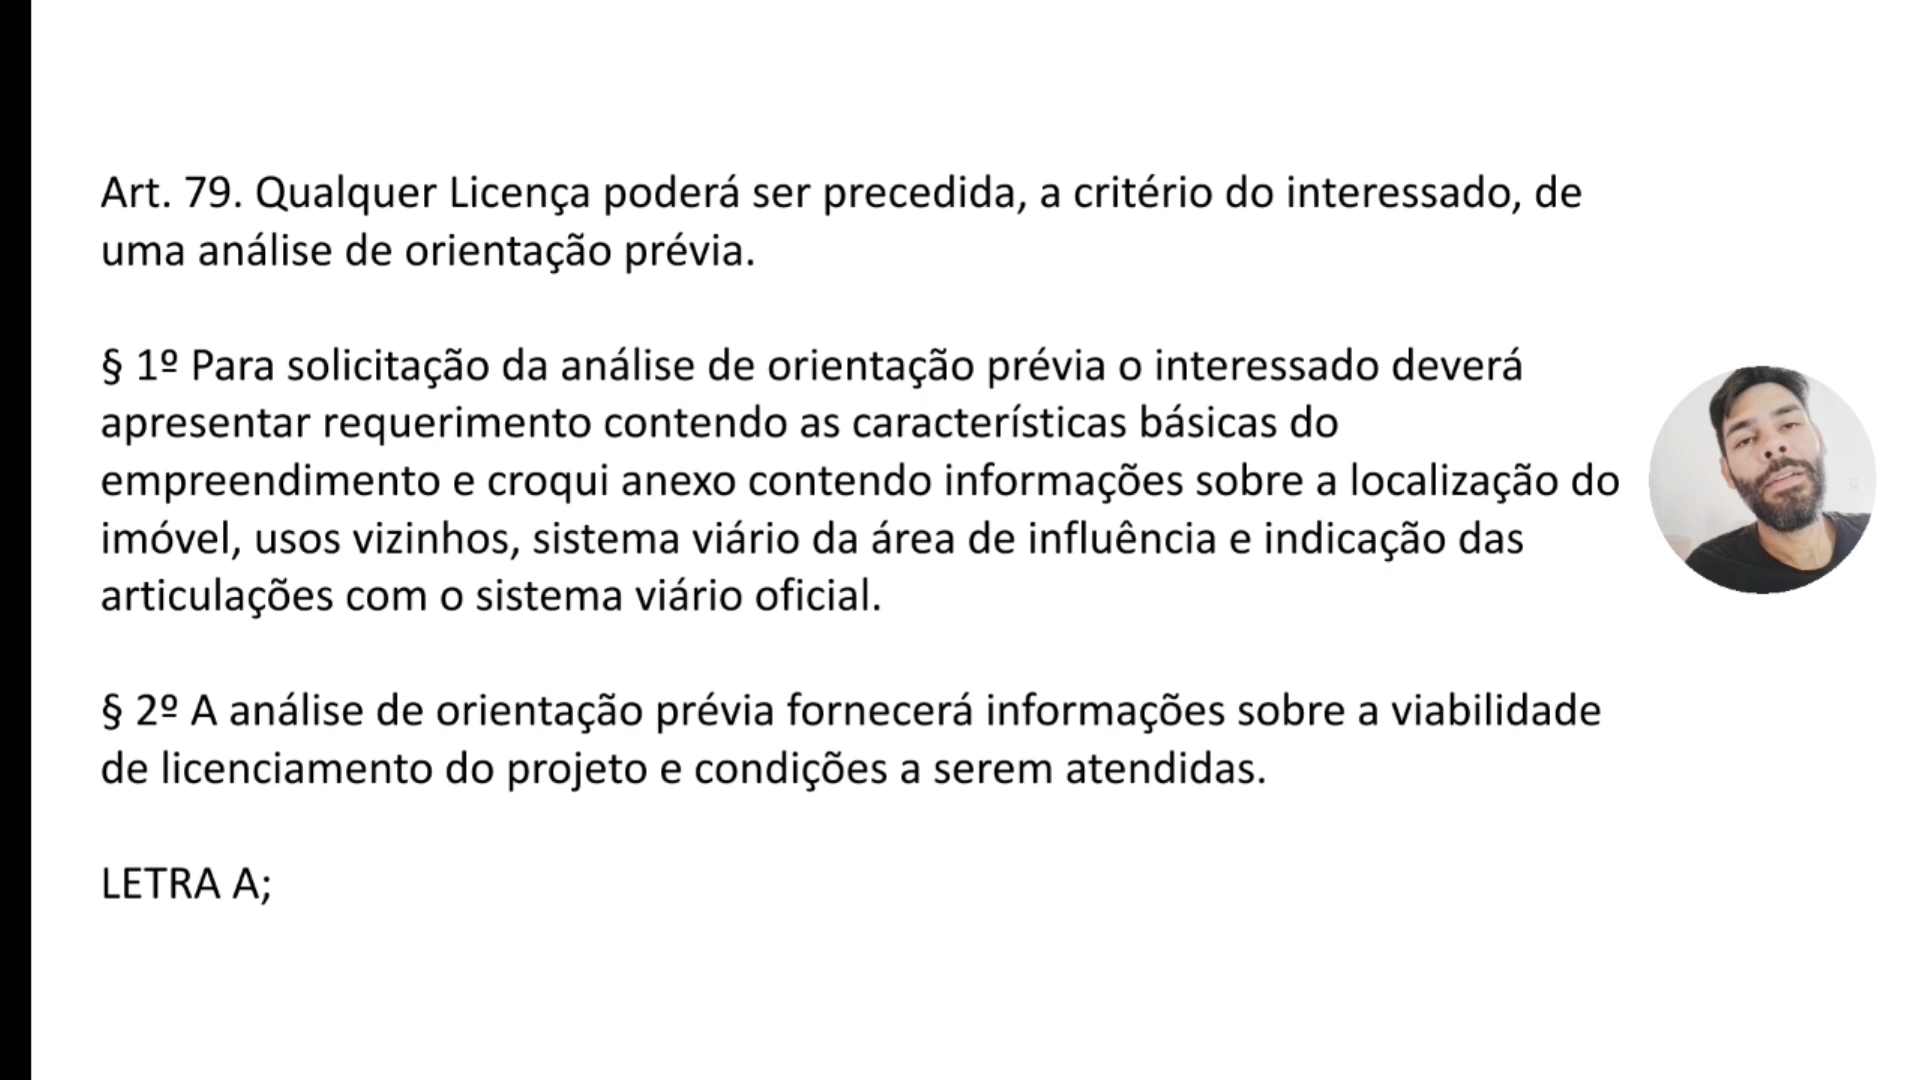 Art. 79. Qualquer Licença poderá ser precedida, a critério do interessado, de
uma análise de orientação prévia.
§ 1º Para solicitação da análise de orientação prévia o interessado deverá
apresentar requerimento contendo as características básicas do
empreendimento e croqui anexo contendo informações sobre a localização do
imóvel, usos vizinhos, sistema viário da área de influência e indicação das
articulações com o sistema viário oficial.
§ 2º A análise de orientação prévia fornecerá informações sobre a viabilidade
de licenciamento do projeto e condições a serem atendidas.
LETRA A;